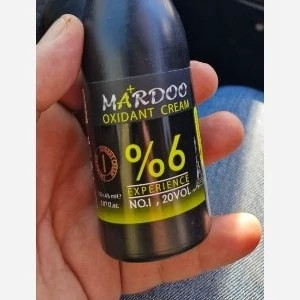 MARDOO
OXIDANT CREAM
%6
EXPERIENCE
NO.1 , 20VOL